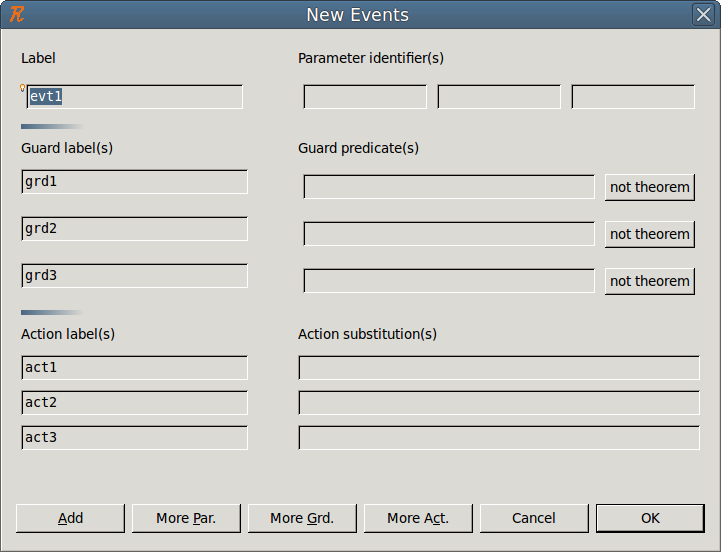 New Events
Label Parameter identifier(s)
evt1
Guard label(s) Guard predicate(s)
grd1 not theorem
grd2 not theorem
grd3 not theorem
Action label(s) Action substitution(s)
act1
act2
act3
Add More Par. More Grd. More Act. Cancel OK